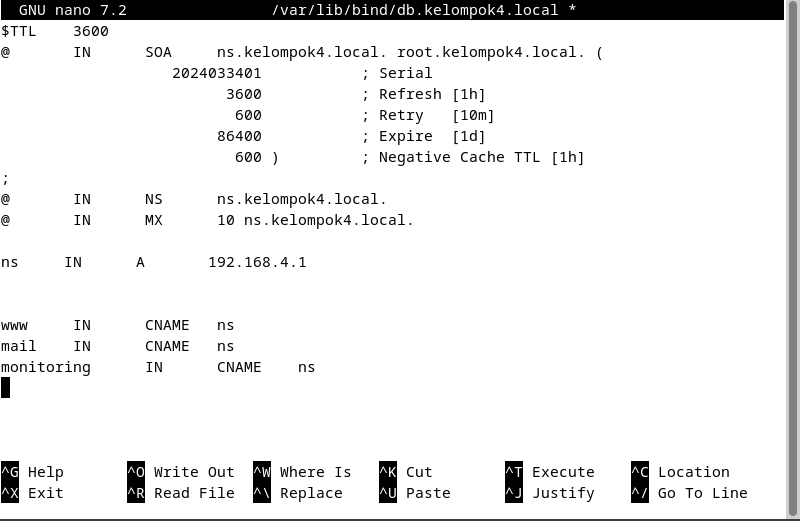 GNU nano 7.2 /var/lib/bind/db.kelompok4.local *
$TTL 3600
@ IN SOA ns.kelompok4.local. root.kelompok4.local. (
2024033401 ; Serial
3600 ; Refresh [1h]
600 ; Retry [10m]
86400 ; Expire [1d]
600 ) ; Negative Cache TTL [1h]
;
@ IN NS ns.kelompok4.local.
@ IN MX 10 ns.kelompok4.local.
ns IN A 192.168.4.1
www IN CNAME ns
mail IN CNAME ns
monitoring IN CNAME ns
^G Help ^O Write Out ^W Where Is ^K Cut ^T Execute ^C Location
^X Exit ^R Read File ^\ Replace ^U Paste ^J Justify ^/ Go To Line